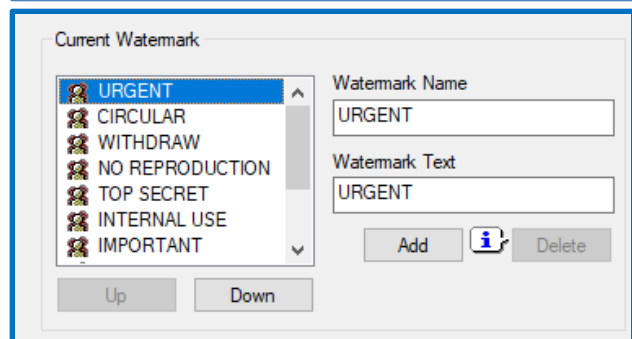 Current Watermark
URGENT
CIRCULAR
WITHDRAW
NO REPRODUCTION
TOP SECRET
INTERNAL USE
IMPORTANT
Up
Down
Watermark Name
URGENT
Watermark Text
URGENT
Add
Delete